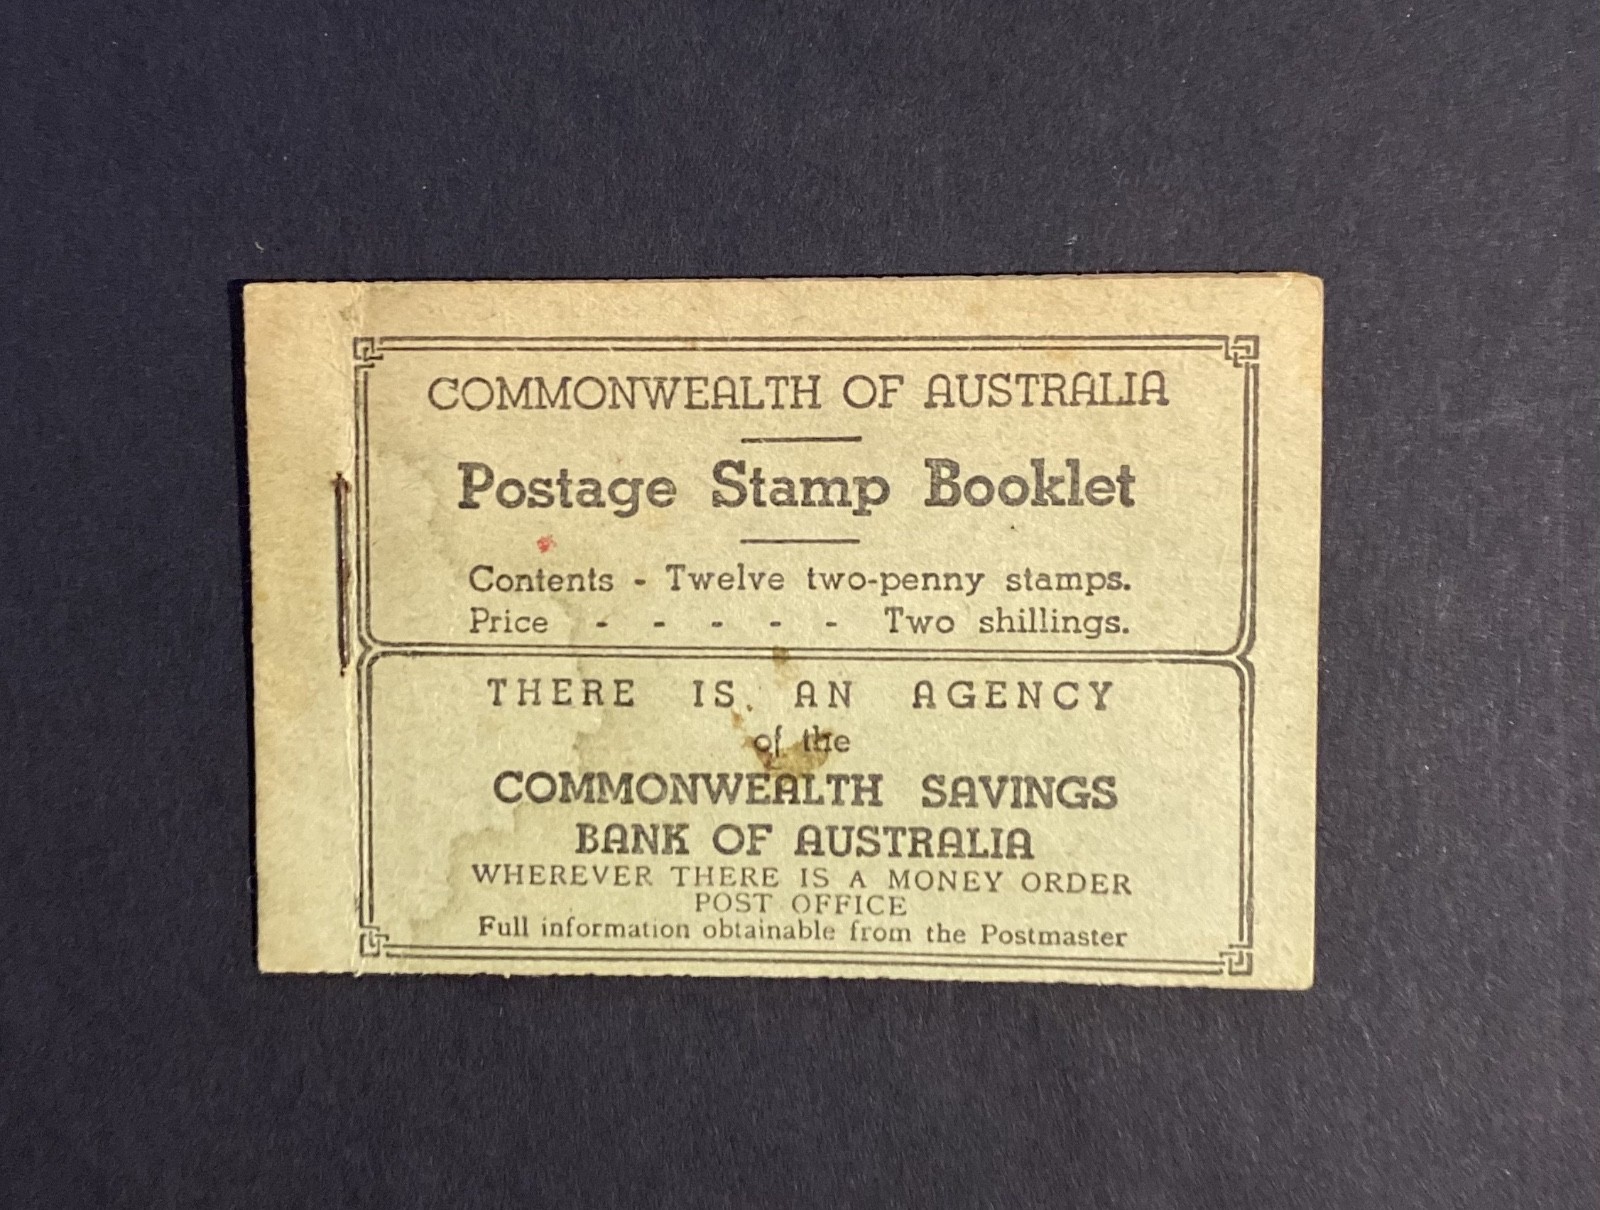 COMMONWEALTH OF AUSTRALIA
Postage Stamp Booklet
Contents - Twelve two-penny stamps.
Price - - - - - Two shillings.
THERE IS AN AGENCY
of the
COMMONWEALTH SAVINGS
BANK OF AUSTRALIA
WHEREVER THERE IS A MONEY ORDER
POST OFFICE
Full information obtainable from the Postmaster